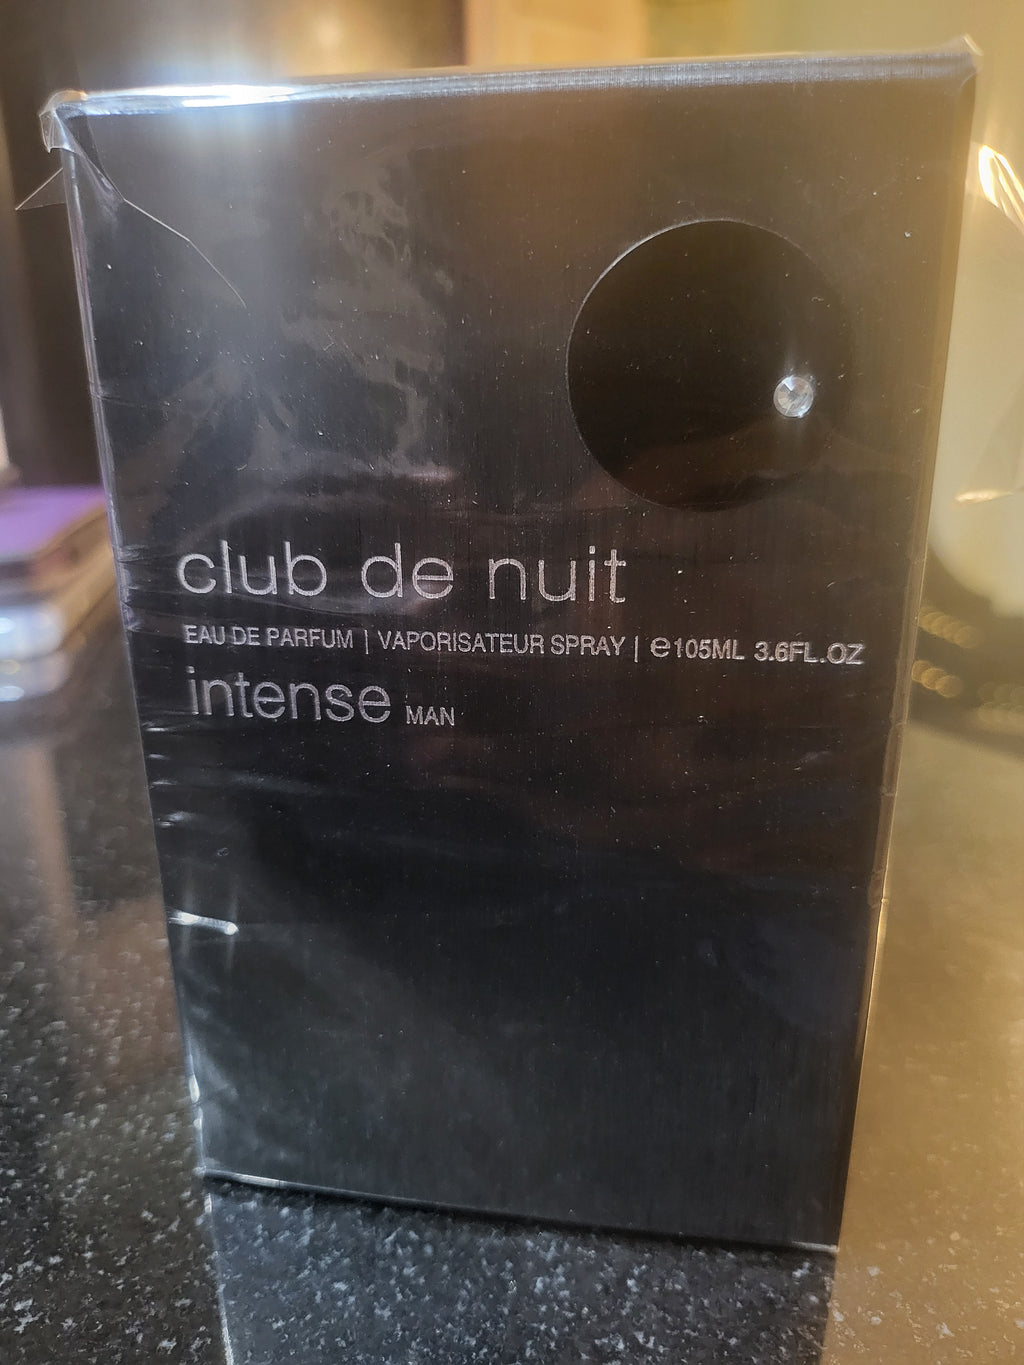 club de nuit
EAU DE PARFUM | VAPORISATEUR SPRAY | ℮105ML 3.6FL.OZ
intense MAN